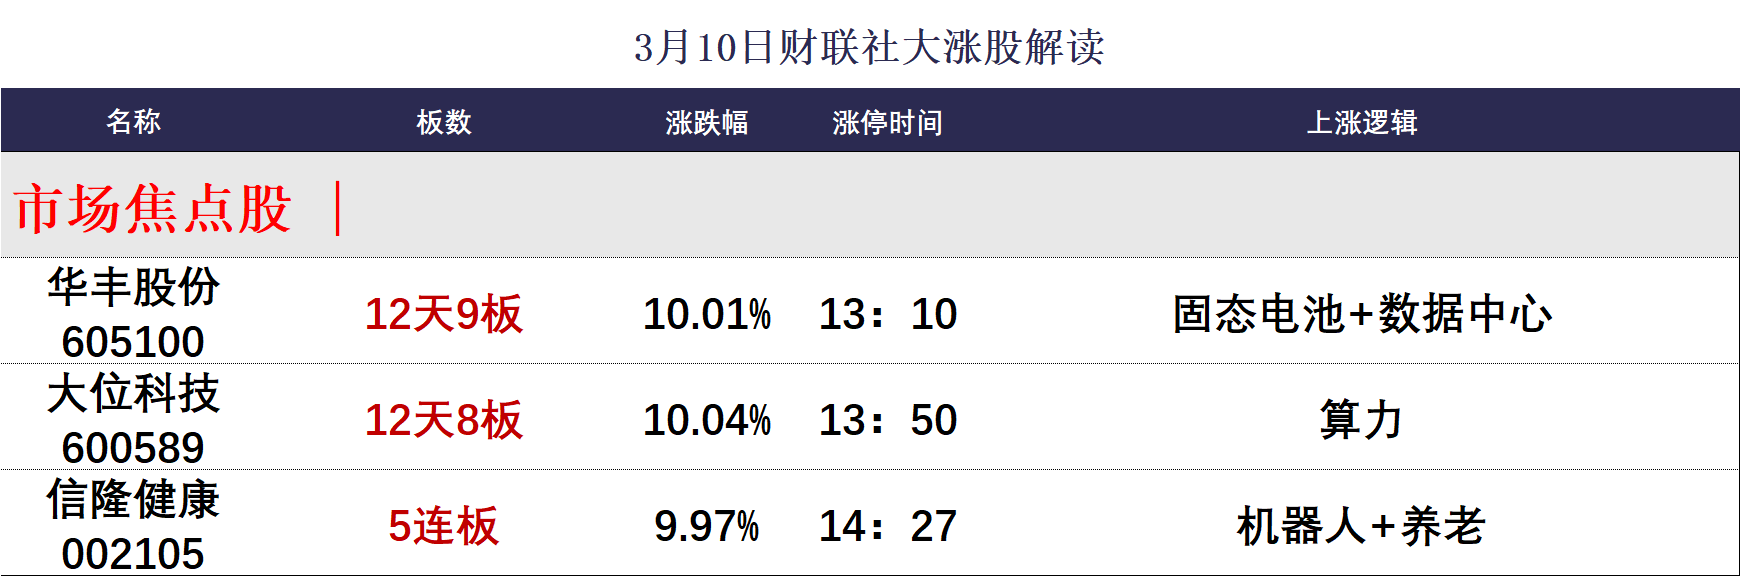 3月10日财联社大涨股解读
名称 板数 涨跌幅 涨停时间 上涨逻辑
市场焦点股 ｜
华丰股份
605100 12天9板 10.01% 13：10 固态电池+数据中心
大位科技
600589 12天8板 10.04% 13：50 算力
信隆健康
002105 5连板 9.97% 14：27 机器人+养老